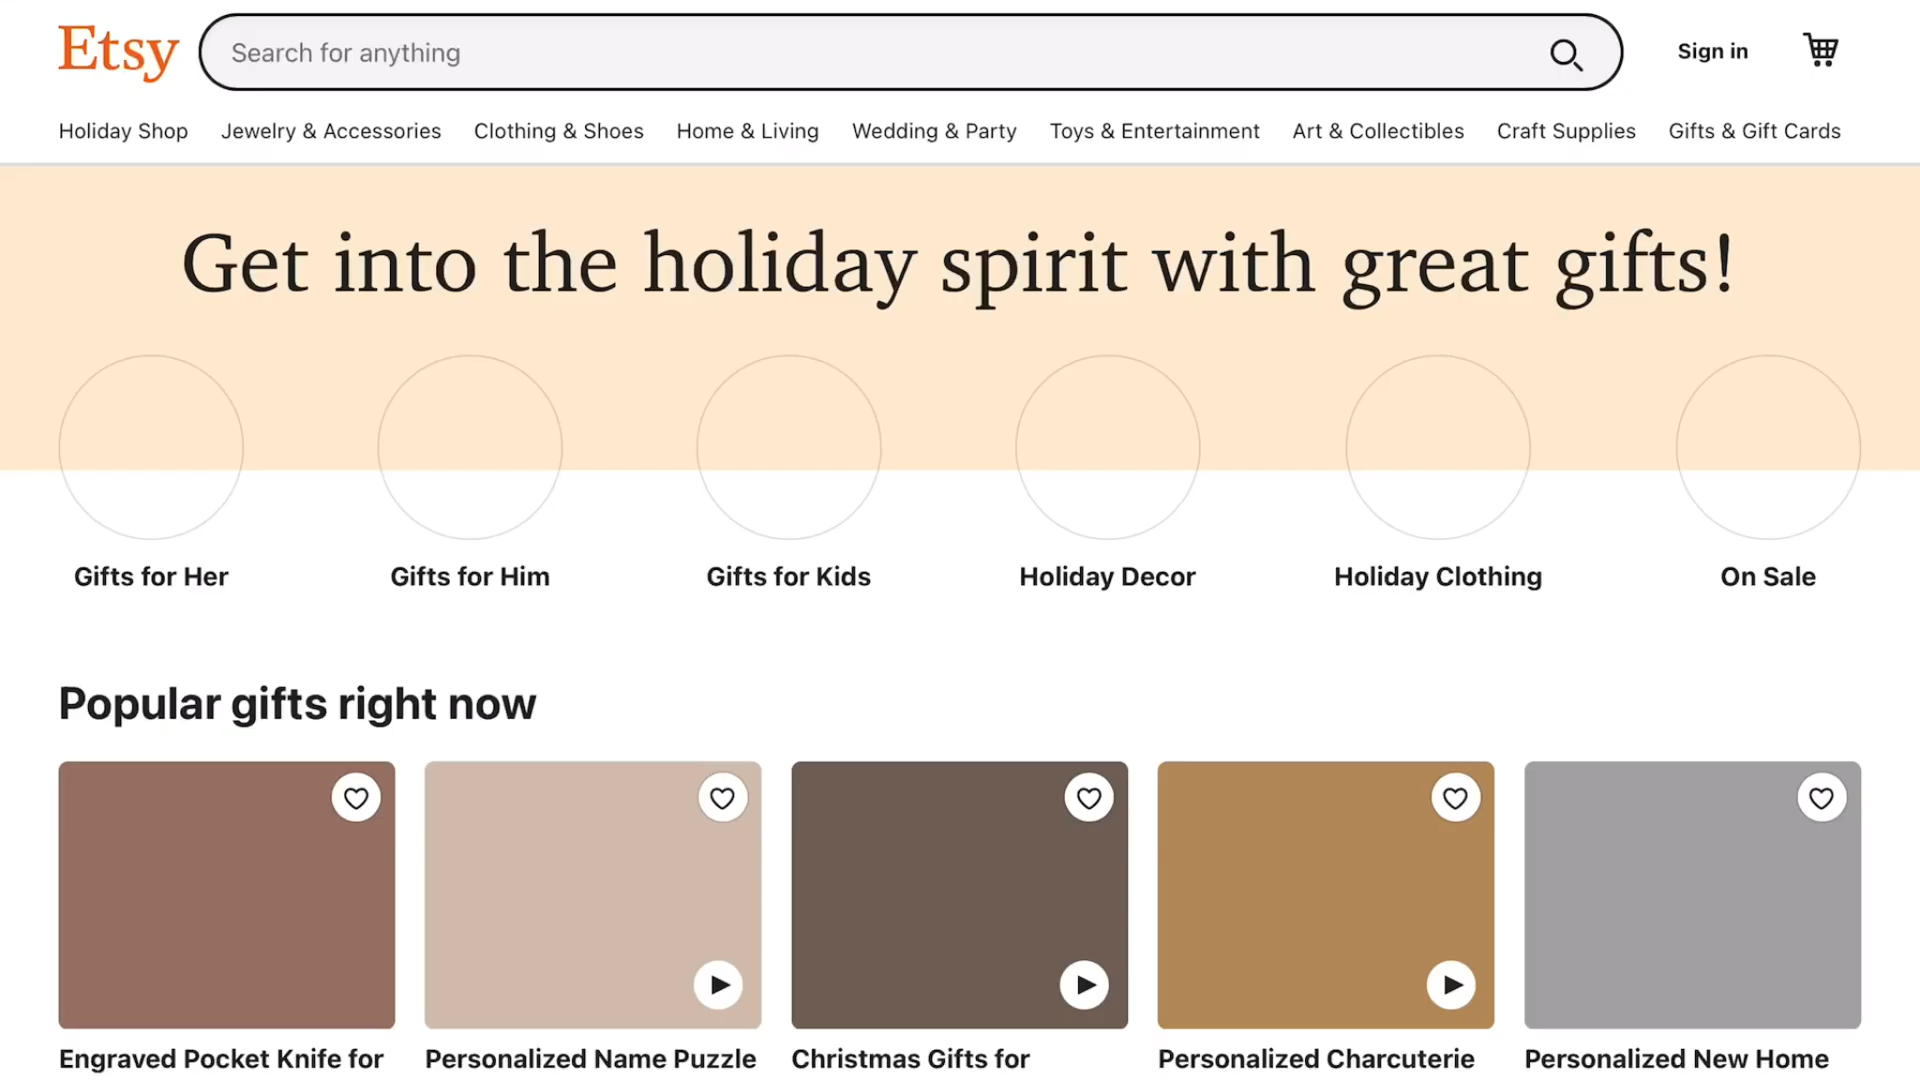 Etsy
Search for anything
Sign in
Holiday Shop
Jewelry & Accessories
Clothing & Shoes
Home & Living
Wedding & Party
Toys & Entertainment
Art & Collectibles
Craft Supplies
Gifts & Gift Cards
Get into the holiday spirit with great gifts!
Gifts for Her
Gifts for Him
Gifts for Kids
Holiday Decor
Holiday Clothing
On Sale
Popular gifts right now
Engraved Pocket Knife for
Personalized Name Puzzle
Christmas Gifts for
Personalized Charcuterie
Personalized New Home